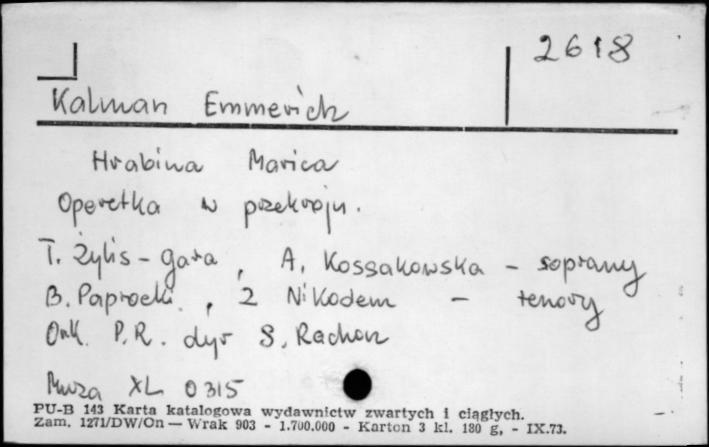 2618
Kalman Emmerich
Hrabina Marica
Operetka w przekroju.
T. Żylis-Gara, A. Kossakowska - soprany
B. Paprocki, Z Nikodem - tenory
Ork. P.R. dyr S. Rachon
Muza XL 0315
PU-B 143 Karta katalogowa wydawnictw zwartych i ciągłych.
Zam. 1271/DW/On — Wrak 903 - 1.700.000 - Karton 3 kl. 180 g, - IX.73.